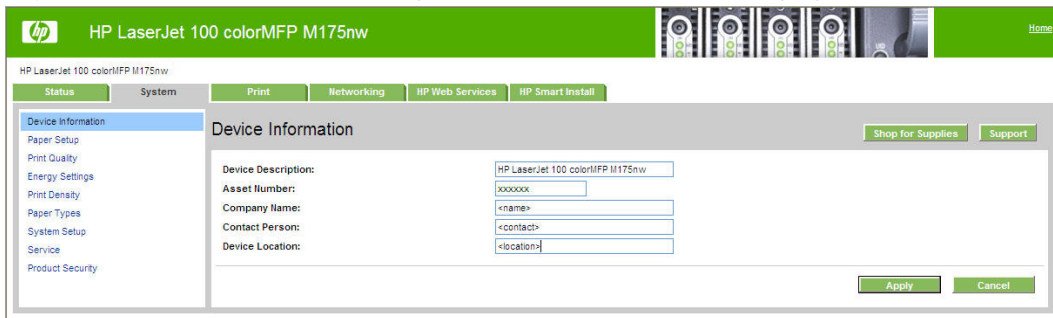 hp HP LaserJet 100 colorMFP M175nw
Home
HP LaserJet 100 colorMFP M175nw
Status System Print Networking HP Web Services HP Smart Install
Device Information
Paper Setup
Print Quality
Energy Settings
Print Density
Paper Types
System Setup
Service
Product Security
Device Information
Shop for Supplies Support
Device Description: HP LaserJet 100 colorMFP M175nw
Asset Number: xxxxxx
Company Name: <name>
Contact Person: <contact>
Device Location: <location>
Apply Cancel